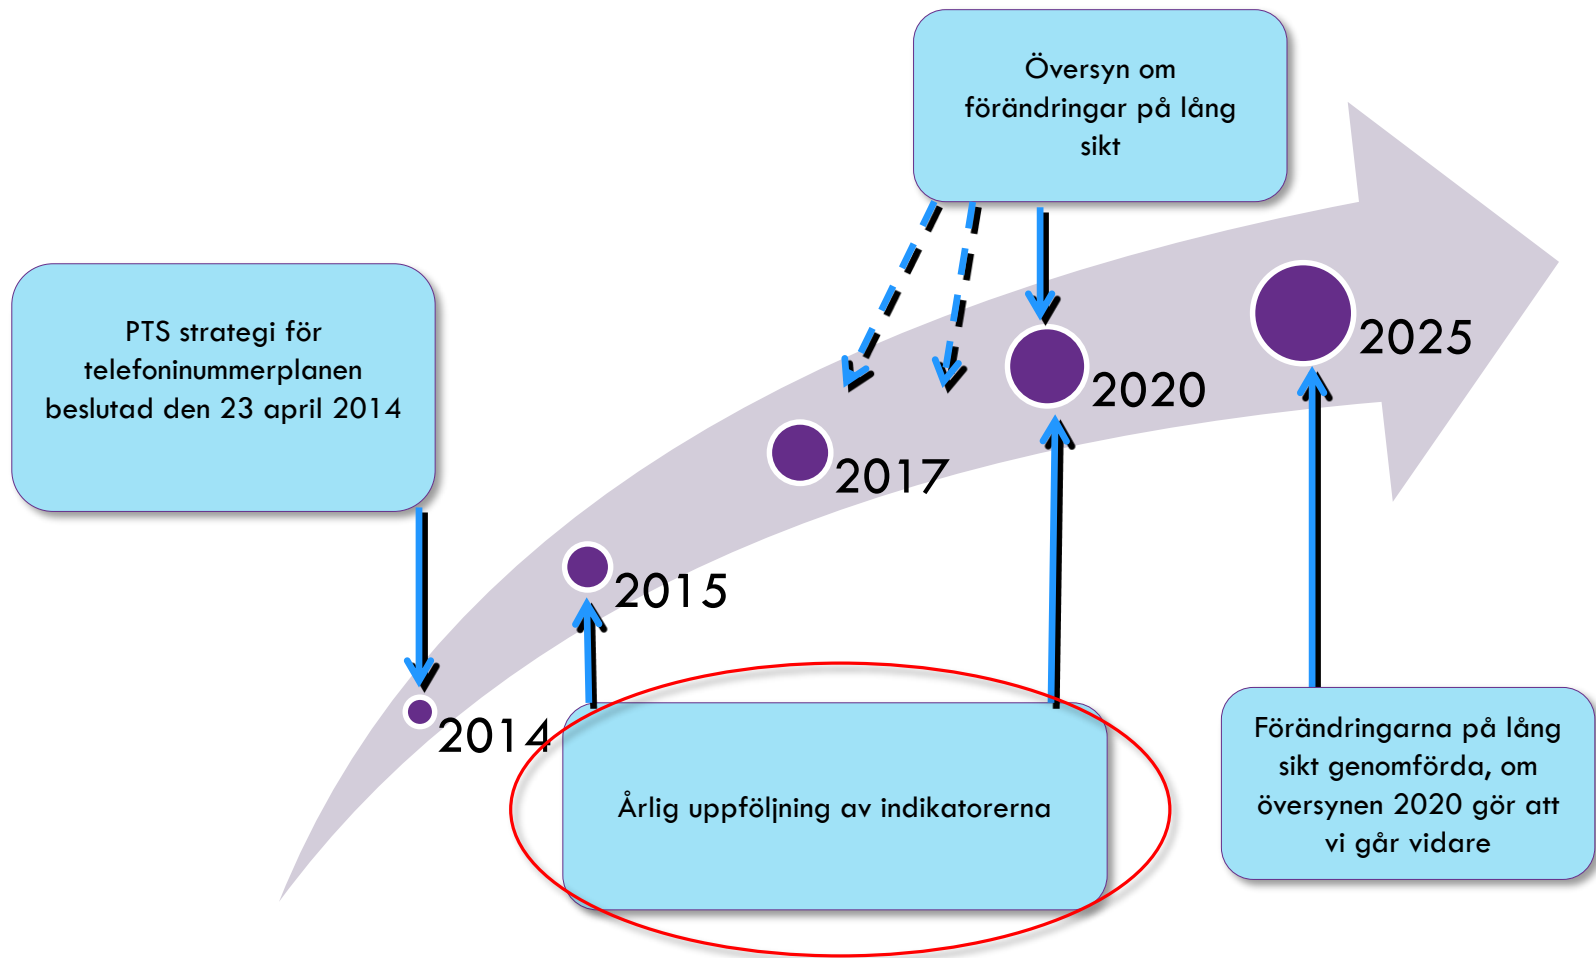 Översyn om
förändringar på lång
sikt
PTS strategi för
telefoninummerplanen
beslutad den 23 april 2014
2025
2020
2017
2015
2014
Årlig uppföljning av indikatorerna
Förändringarna på lång
sikt genomförda, om
översynen 2020 gör att
vi går vidare